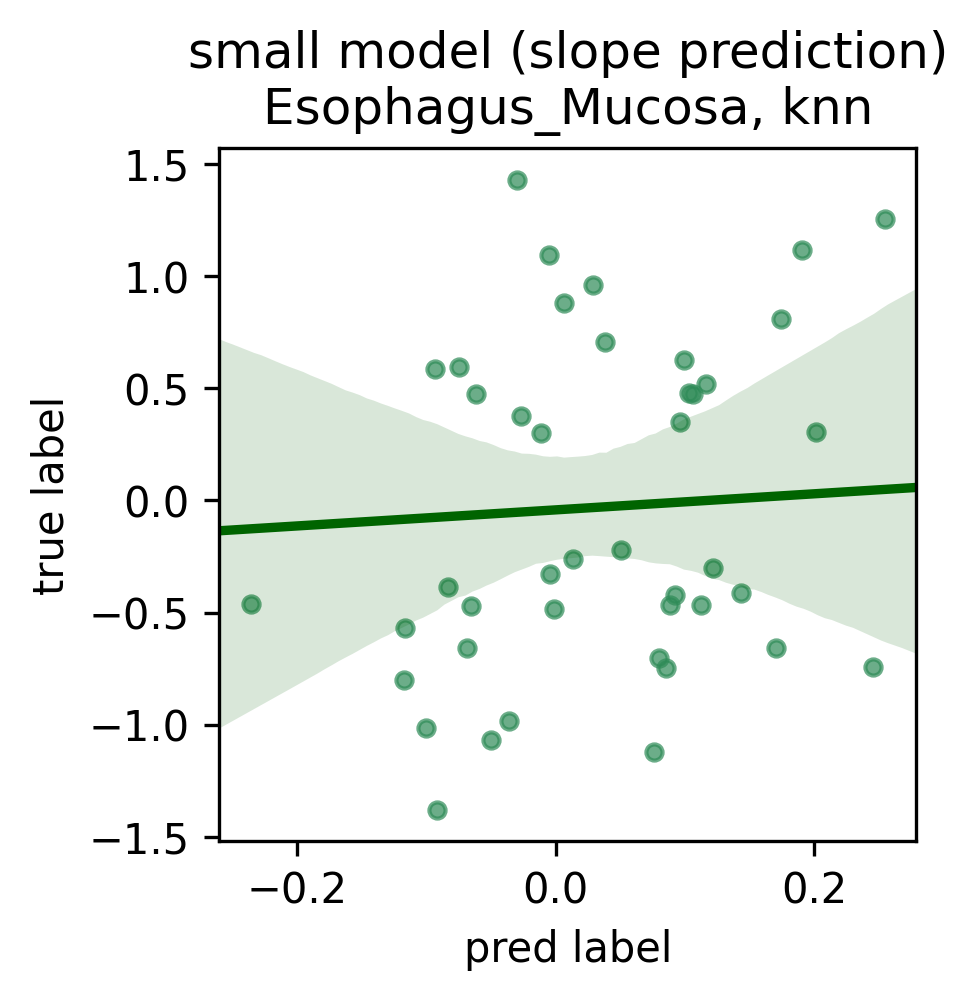 small model (slope prediction)
Esophagus_Mucosa, knn
1.5
1.0
0.5
0.0
−0.5
−1.0
−1.5
true label
−0.2
0.0
0.2
pred label